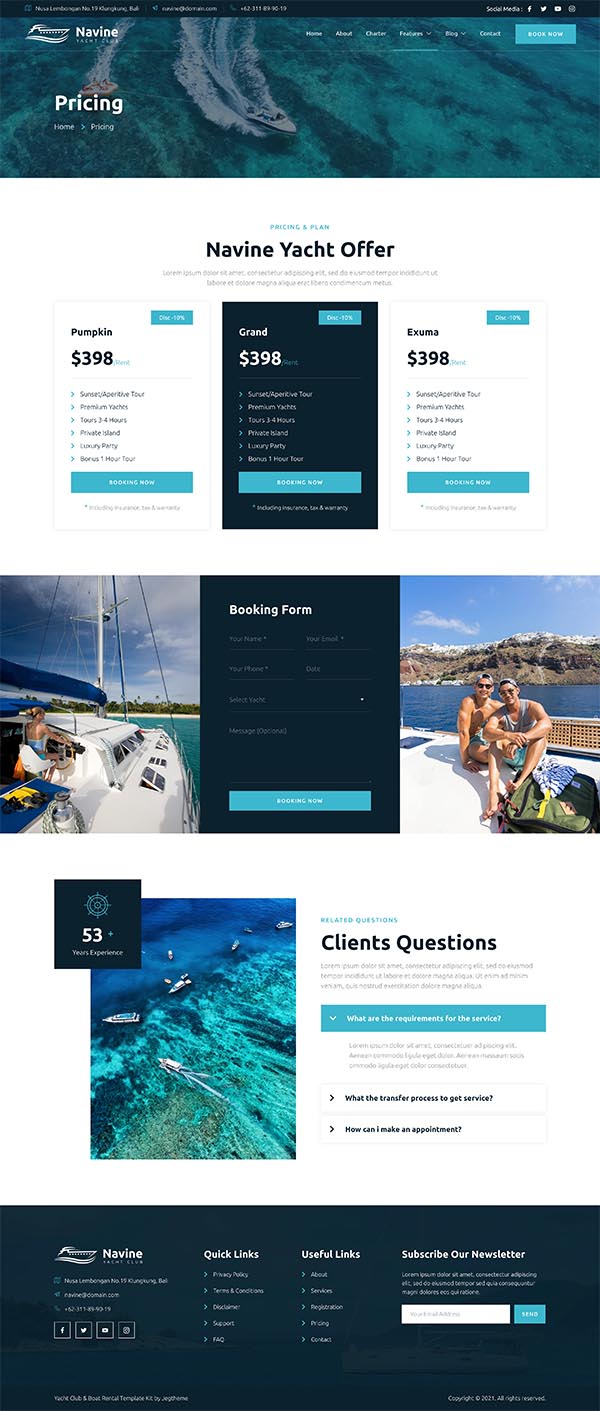 Nusa Lembongan No.19 Klungkung, Bali
navine@domain.com
+62-311-89-90-19
Social Media :
Navine
YACHT CLUB
Home
About
Charter
Features
Blog
Contact
BOOK NOW
Pricing
Home
Pricing
PRICING & PLAN
Navine Yacht Offer
Lorem ipsum dolor sit amet, consectetur adipiscing elit, sed do eiusmod tempor incididunt ut
labore et dolore magna aliqua erat libero condimentum metus.
Disc -10%
Pumpkin
$398/Rent
Sunset/Aperitive Tour
Premium Yachts
Tours 3-4 Hours
Private Island
Luxury Party
Bonus 1 Hour Tour
BOOKING NOW
* Including insurance, tax & warranty
Disc -10%
Grand
$398/Rent
Sunset/Aperitive Tour
Premium Yachts
Tours 3-4 Hours
Private Island
Luxury Party
Bonus 1 Hour Tour
BOOKING NOW
* Including insurance, tax & warranty
Disc -10%
Exuma
$398/Rent
Sunset/Aperitive Tour
Premium Yachts
Tours 3-4 Hours
Private Island
Luxury Party
Bonus 1 Hour Tour
BOOKING NOW
* Including insurance, tax & warranty
Booking Form
Your Name *
Your Email *
Your Phone *
Date
Select Yacht
Message (Optional)
BOOKING NOW
53 +
Years Experience
RELATED QUESTIONS
Clients Questions
Lorem ipsum dolor sit amet, consectetur adipiscing elit, sed do eiusmod
tempor incididunt ut labore et dolore magna aliqua. Ut enim ad minim
veniam, quis nostrud exercitation dolore magna aliqua.
What are the requirements for the service?
Lorem ipsum dolor sit amet, consectetuer ad piscing elit.
Aenean commodo ligula eget dolor. Aenean massaum sociis
dommodo ligula eget dolor consectetuer.
What the transfer process to get service?
How can i make an appointment?
Navine
YACHT CLUB
Nusa Lembongan No.19 Klungkung, Bali
navine@domain.com
+62-311-89-90-19
Quick Links
Privacy Policy
Terms & Conditions
Disclaimer
Support
FAQ
Useful Links
About
Services
Registration
Pricing
Contact
Subscribe Our Newsletter
Lorem ipsum dolor sit amet, consectetur adipiscing elit,
sed do eiusmod tempor sed quis consequuntur
magni dolores eos qui ratione.
Your Email Address
SEND
Yacht Club & Boat Rental Template Kit by Jegtheme
Copyright © 2021. All rights reserved.